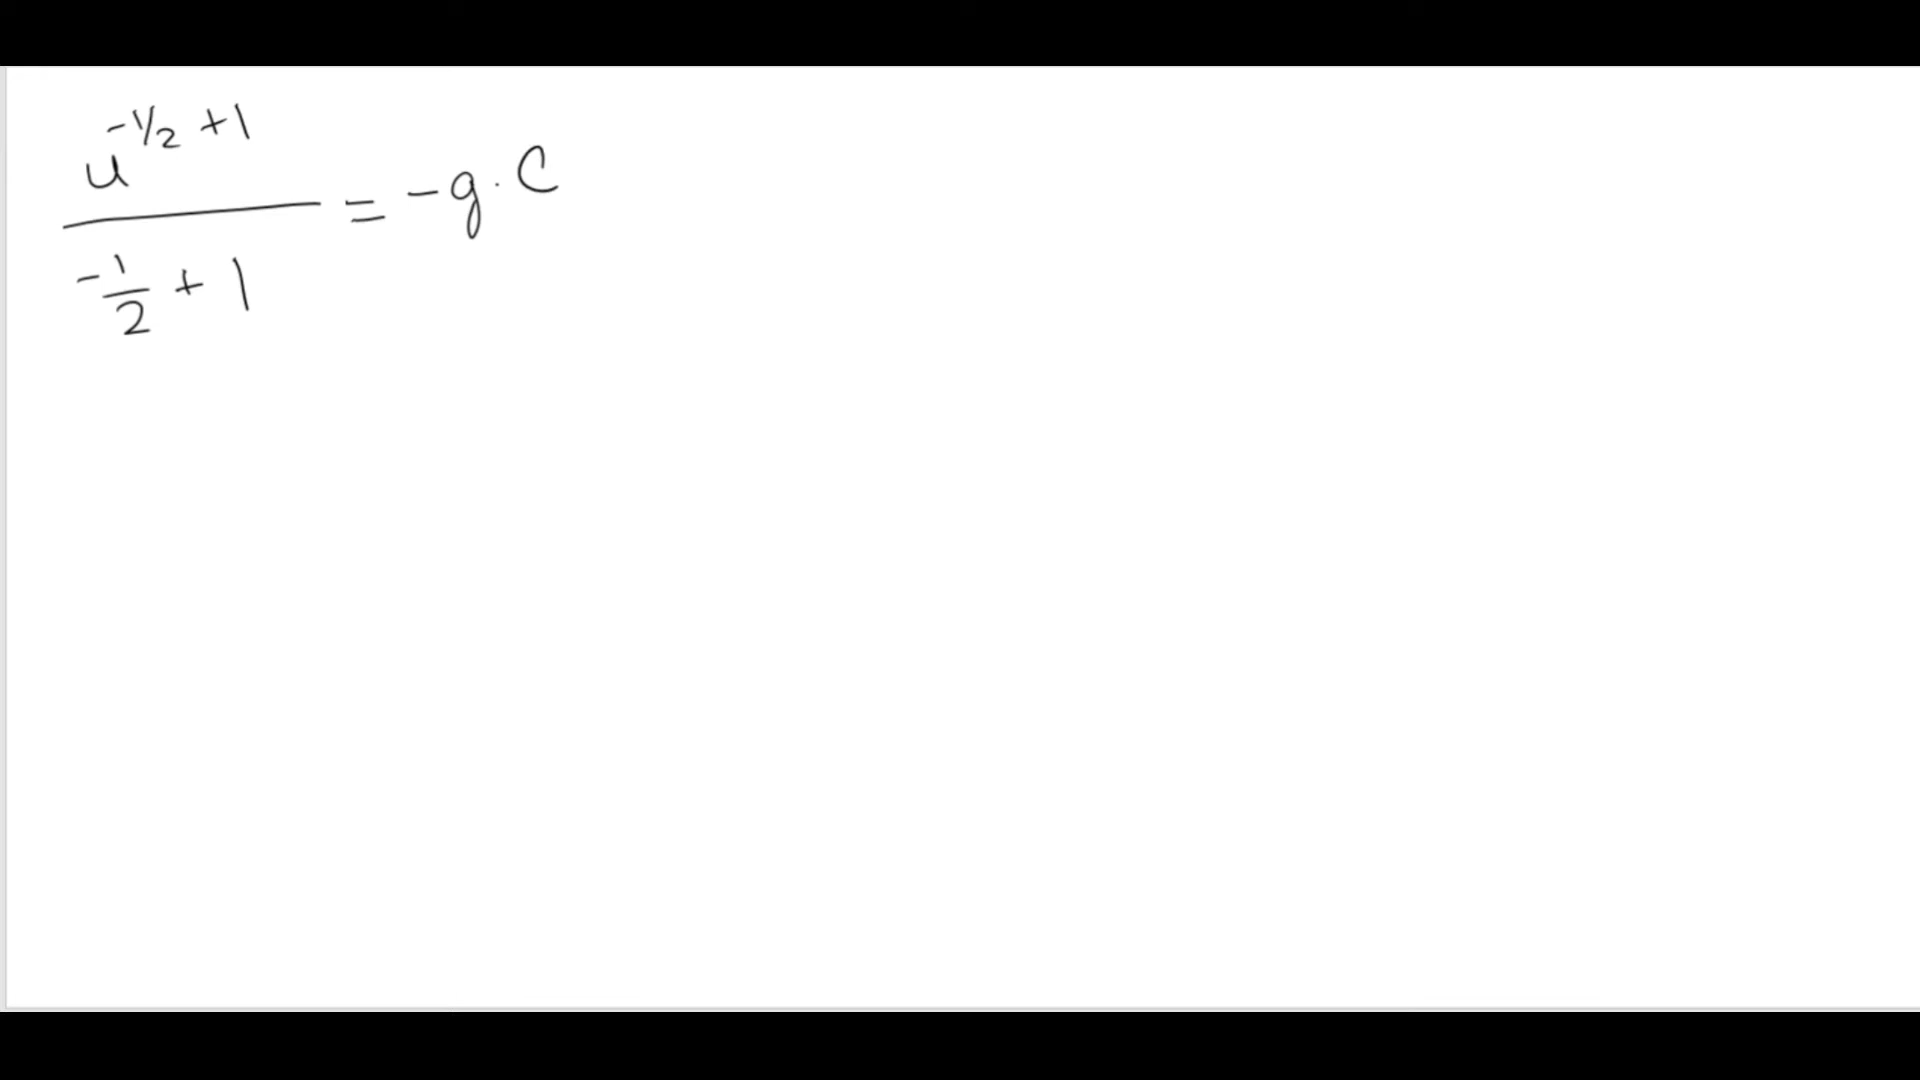 u^{-1/2 +1} / (-1/2 + 1) = -g. C